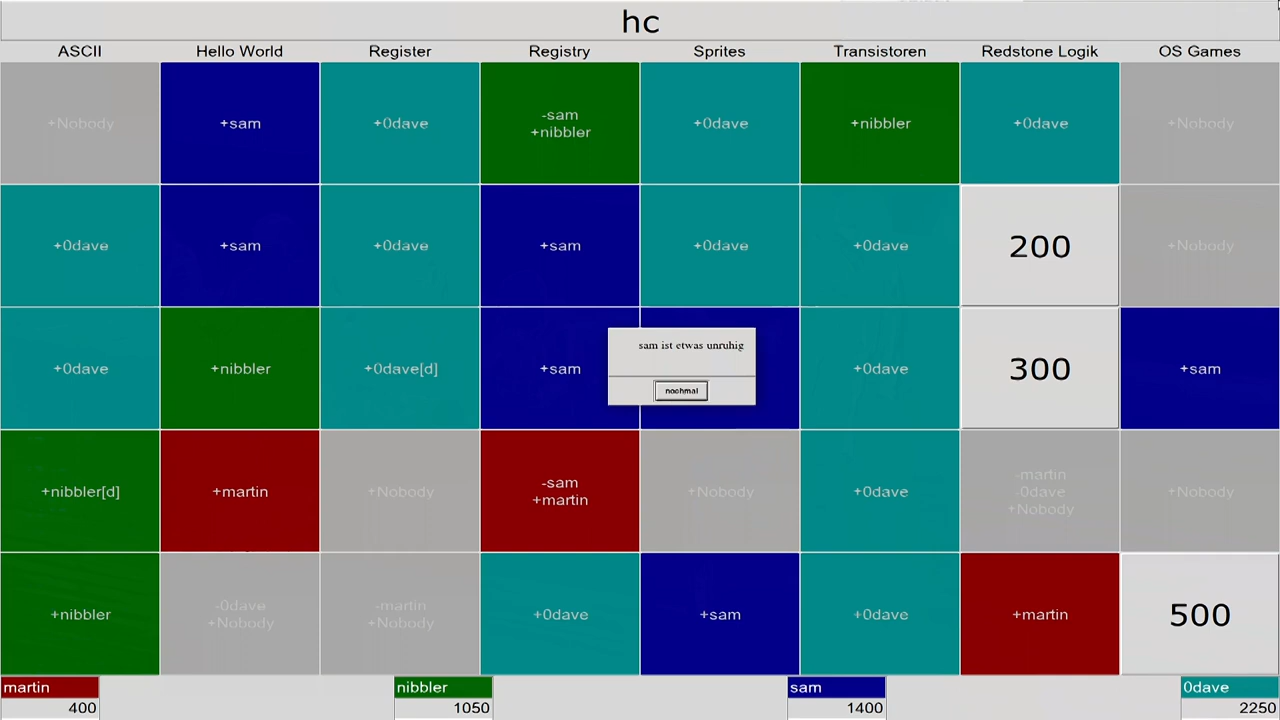 hc
ASCII Hello World Register Registry Sprites Transistoren Redstone Logik OS Games
+Nobody +sam +0dave -sam +0dave +nibbler +0dave +Nobody
+nibbler
+0dave +sam +0dave +sam +0dave +0dave 200 +Nobody
+0dave +nibbler +0dave[d] +sam +0dave 300 +sam
sam ist etwas unruhig
nochmal
+nibbler[d] +martin +Nobody -sam +Nobody +0dave -martin +Nobody
+martin -0dave
+Nobody
+nibbler -0dave -martin +0dave +sam +0dave +martin 500
+Nobody +Nobody
martin nibbler sam 0dave
400 1050 1400 2250